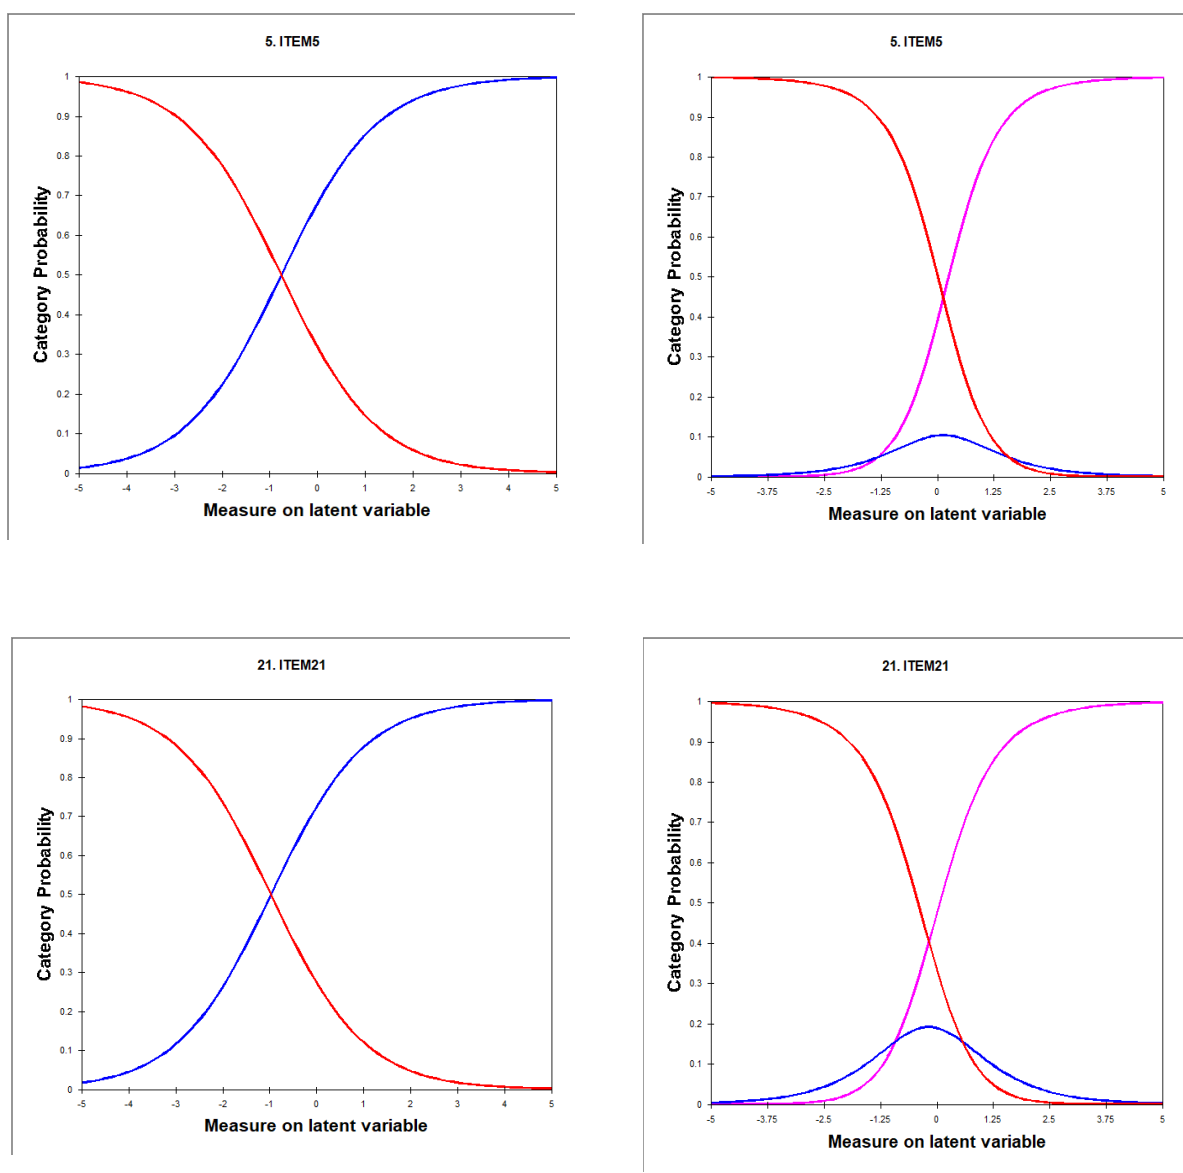 5. ITEM5
1
0.9
0.8
0.7
0.6
0.5
0.4
0.3
0.2
0.1
0
Category Probability
-5 -4 -3 -2 -1 0 1 2 3 4 5
Measure on latent variable
5. ITEM5
1
0.9
0.8
0.7
0.6
0.5
0.4
0.3
0.2
0.1
0
Category Probability
-5 -3.75 -2.5 -1.25 0 1.25 2.5 3.75 5
Measure on latent variable
21. ITEM21
1
0.9
0.8
0.7
0.6
0.5
0.4
0.3
0.2
0.1
0
Category Probability
-5 -4 -3 -2 -1 0 1 2 3 4 5
Measure on latent variable
21. ITEM21
1
0.9
0.8
0.7
0.6
0.5
0.4
0.3
0.2
0.1
0
Category Probability
-5 -3.75 -2.5 -1.25 0 1.25 2.5 3.75 5
Measure on latent variable